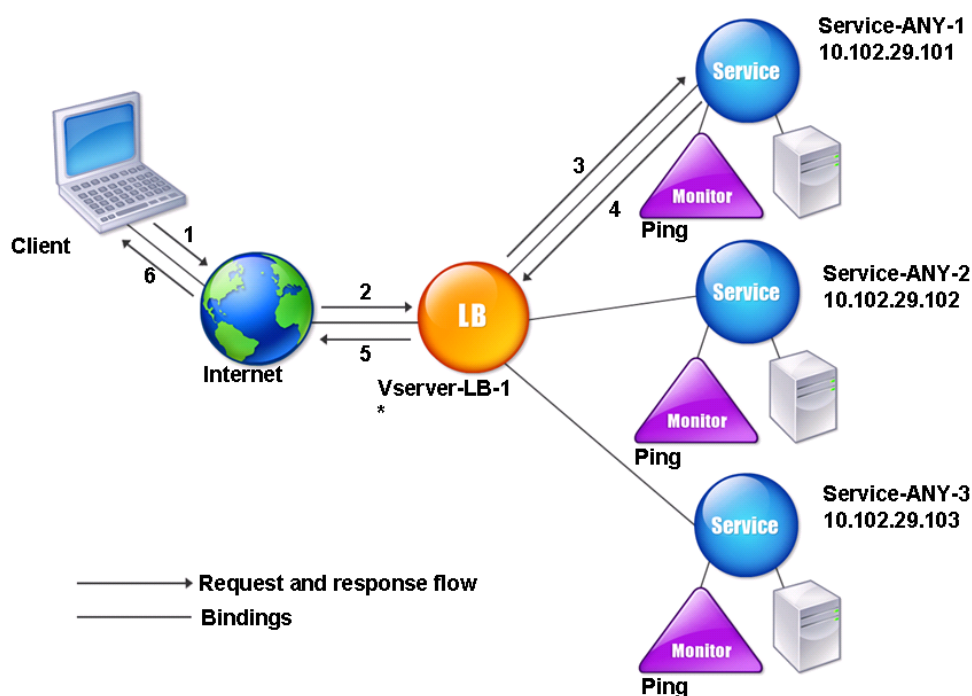 Service-ANY-1
10.102.29.101
Service
Monitor
Ping
3
4
Client
1
6
Internet
2
5
LB
Vserver-LB-1
*
Service-ANY-2
10.102.29.102
Service
Monitor
Ping
Service-ANY-3
10.102.29.103
Service
Monitor
Ping
Request and response flow
Bindings